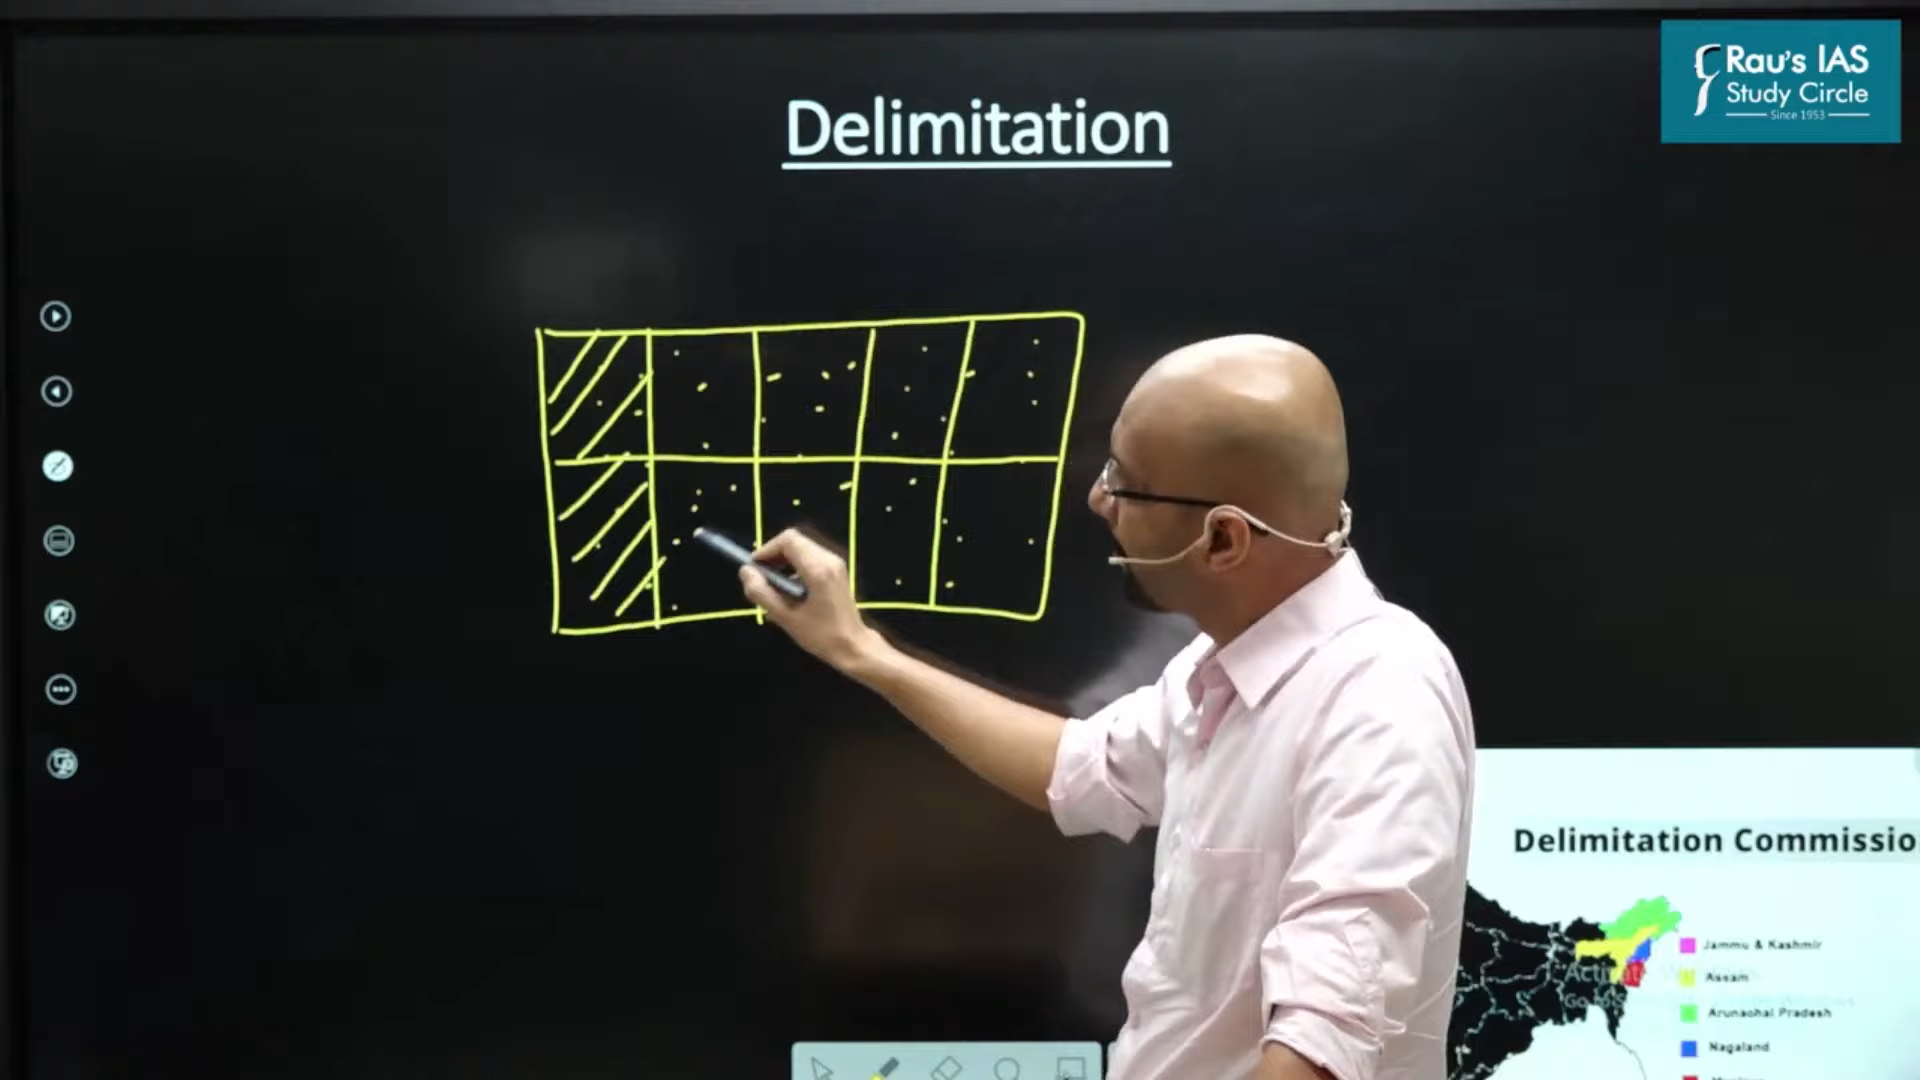 Rau's IAS
Study Circle
Since 1953
Delimitation
Delimitation Commissio
Jammu & Kashmir
Assam
Arunachal Pradesh
Nagaland